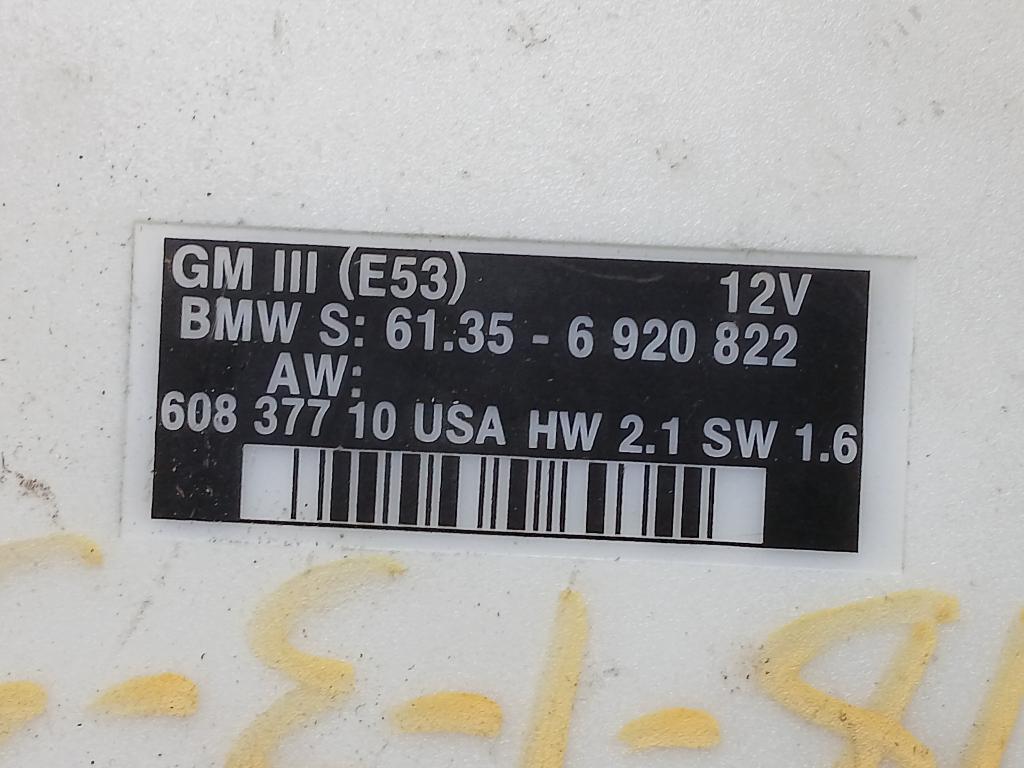 GM III (E53) 12V
BMW S: 61.35 - 6 920 822
AW:
608 377 10 USA HW 2.1 SW 1.6